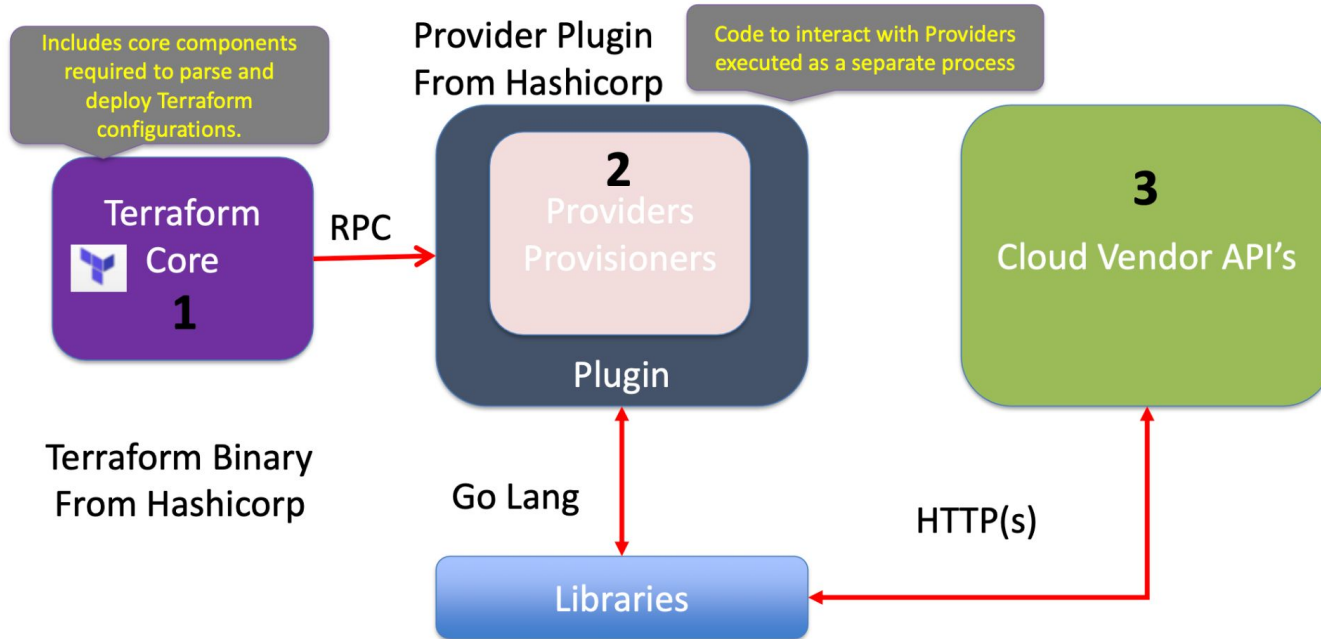 Includes core components
required to parse and
deploy Terraform
configurations.
Provider Plugin
From Hashicorp
Code to interact with Providers
executed as a separate process
Terraform
Core
1
RPC
2
Providers
Provisioners
Plugin
3
Cloud Vendor API's
Terraform Binary
From Hashicorp
Go Lang
HTTP(s)
Libraries